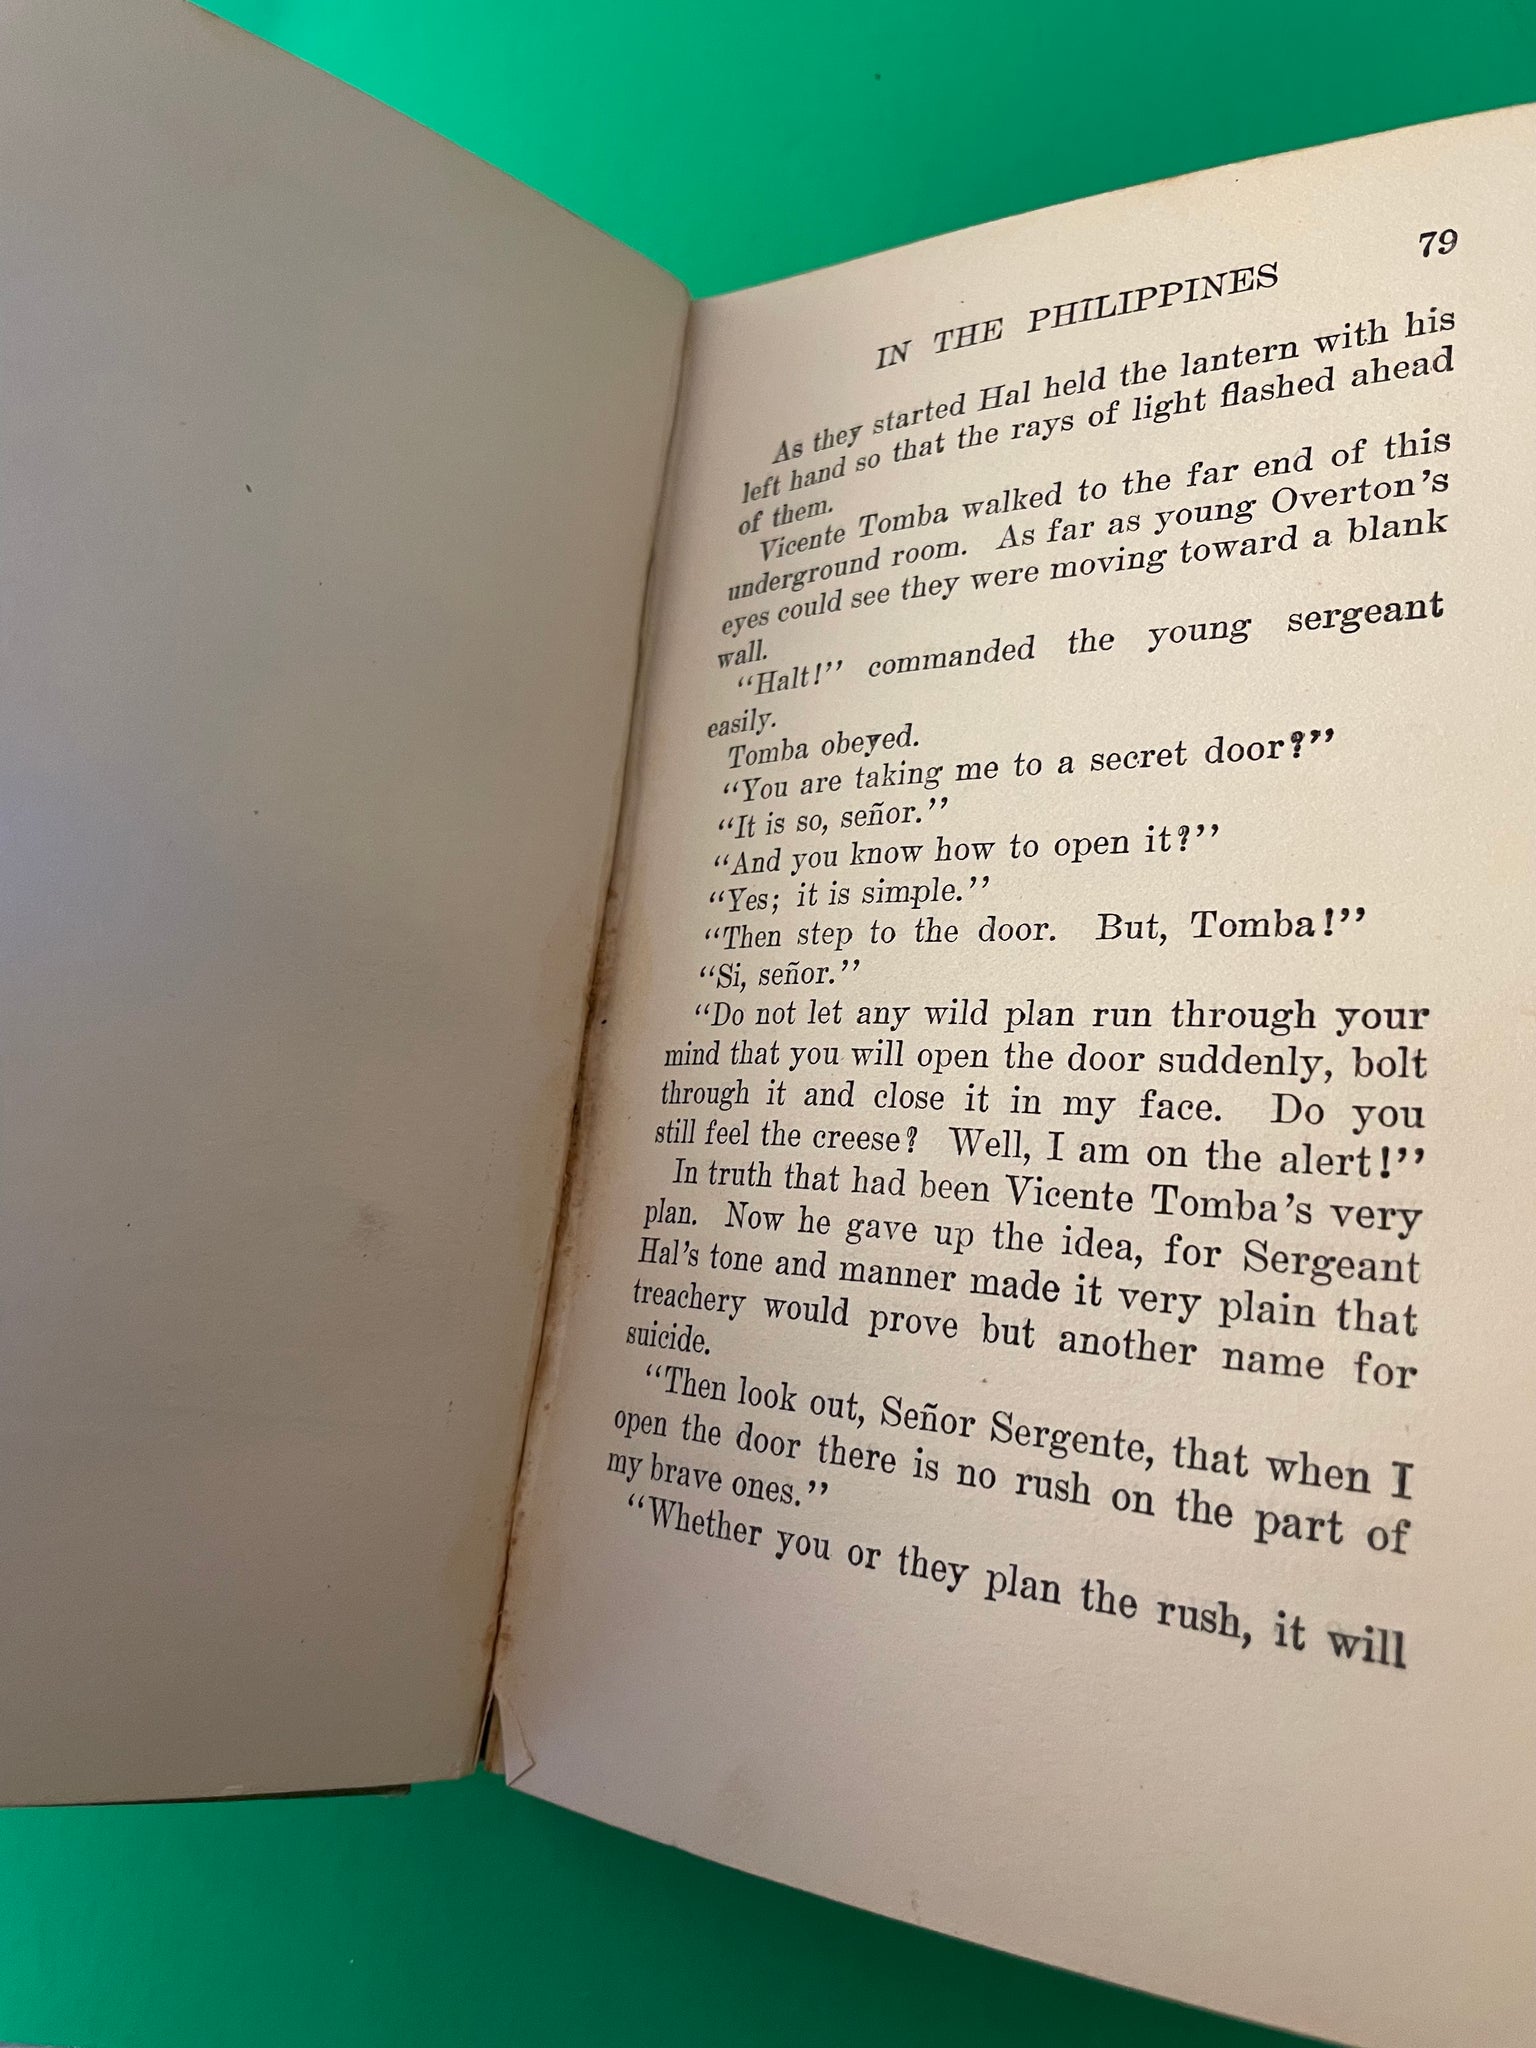 79
IN THE PHILIPPINES
As they started Hal held the lantern with his
left hand so that the rays of light flashed ahead
of them.
Vicente Tomba walked to the far end of this
underground room. As far as young Overton's
eyes could see they were moving toward a blank
wall.
"Halt!" commanded the young sergeant
easily.
Tomba obeyed.
"You are taking me to a secret door?"
"It is so, señor."
"And you know how to open it?"
"Yes; it is simple."
"Then step to the door. But, Tomba!"
"Si, señor."
"Do not let any wild plan run through your
mind that you will open the door suddenly, bolt
through it and close it in my face. Do you
still feel the creese? Well, I am on the alert!"
In truth that had been Vicente Tomba's very
plan. Now he gave up the idea, for Sergeant
Hal's tone and manner made it very plain that
treachery would prove but another name for
suicide.
"Then look out, Señor Sergente, that when I
open the door there is no rush on the part of
my brave ones."
"Whether you or they plan the rush, it will